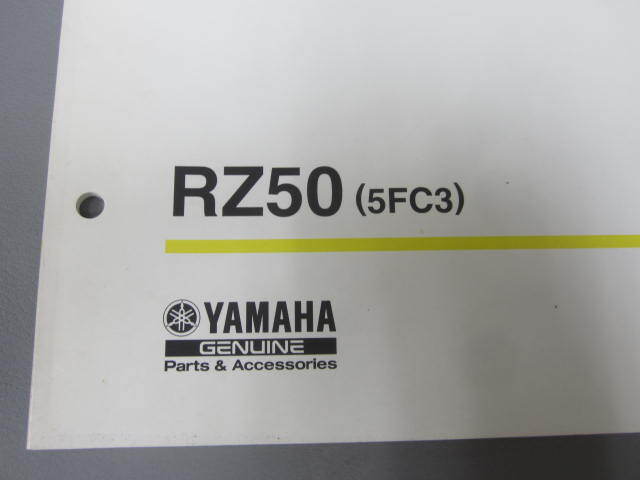 RZ50 (5FC3)
YAMAHA
GENUINE
Parts & Accessories